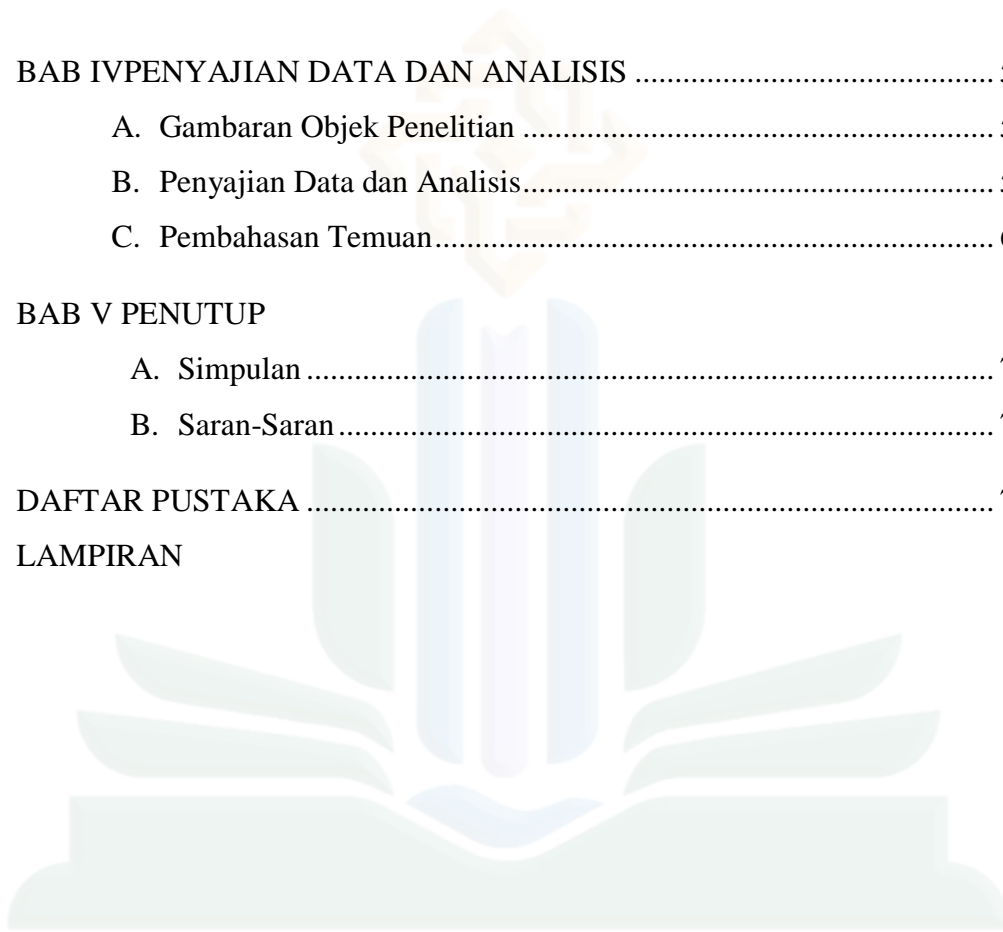 BAB IVPENYAJIAN DATA DAN ANALISIS ............................................
A. Gambaran Objek Penelitian ............................................................
B. Penyajian Data dan Analisis............................................................
C. Pembahasan Temuan.......................................................................
BAB V PENUTUP
A. Simpulan .......................................................................................
B. Saran-Saran ...................................................................................
DAFTAR PUSTAKA .......................................................................................
LAMPIRAN